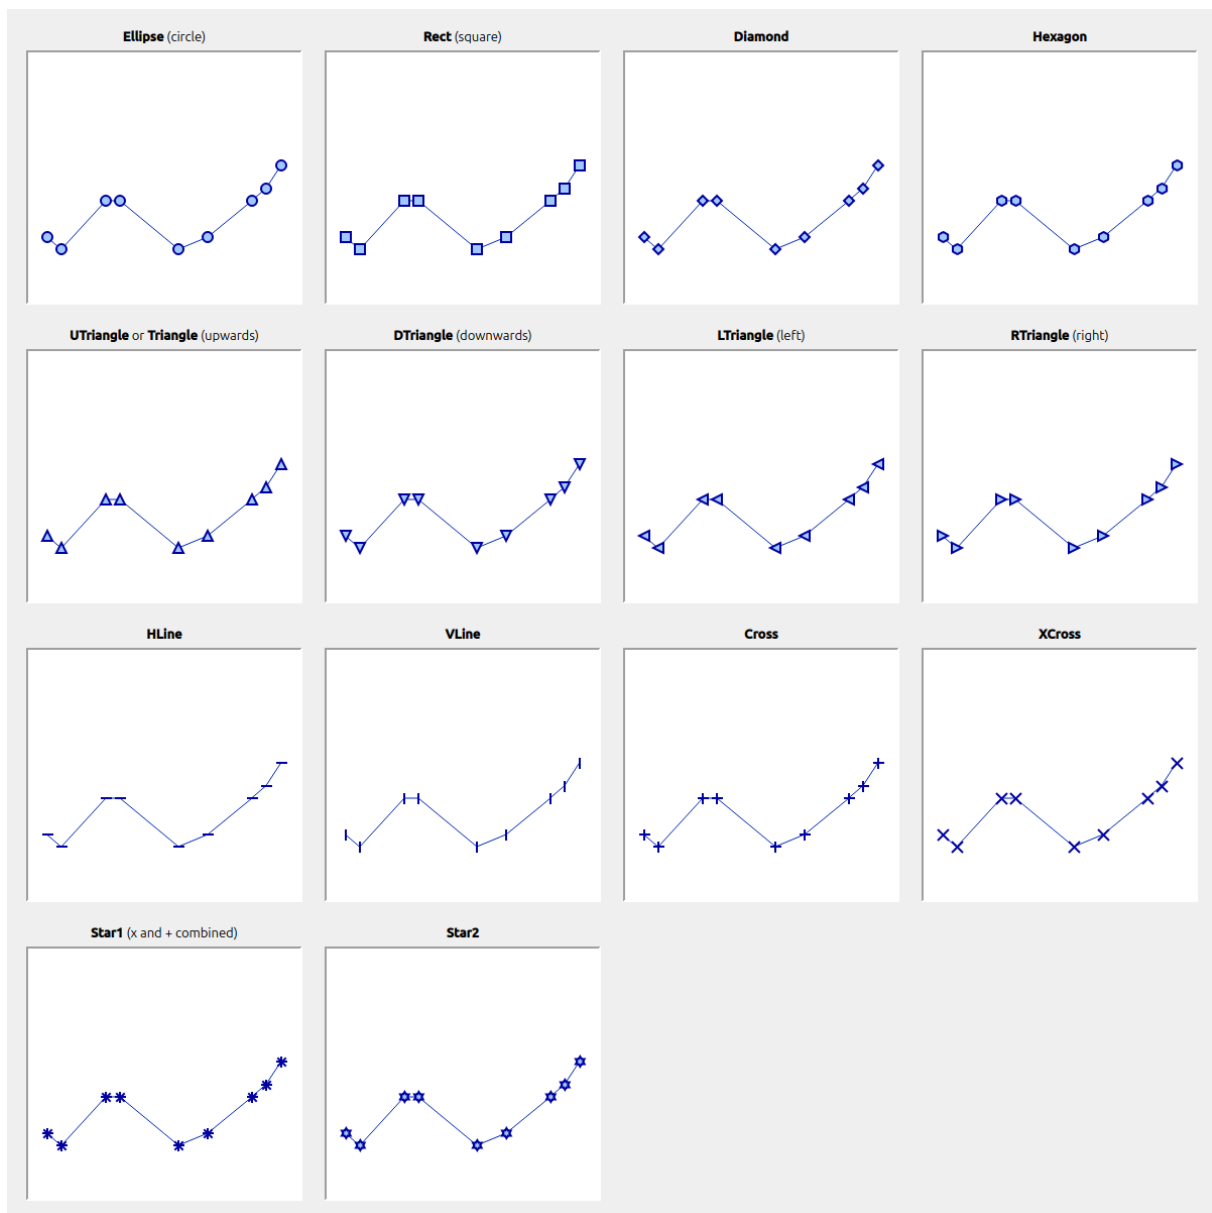 Ellipse (circle)
Rect (square)
Diamond
Hexagon
UTriangle or Triangle (upwards)
DTriangle (downwards)
LTriangle (left)
RTriangle (right)
HLine
VLine
Cross
XCross
Star1 (x and + combined)
Star2